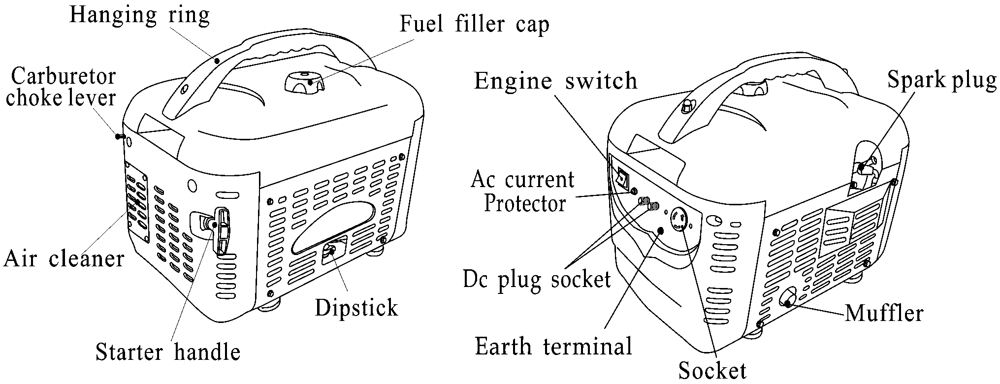 Hanging ring
Fuel filler cap
Carburetor
choke lever
Air cleaner
Starter handle
Dipstick
Engine switch
Spark plug
Ac current
Protector
Dc plug socket
Earth terminal
Socket
Muffler